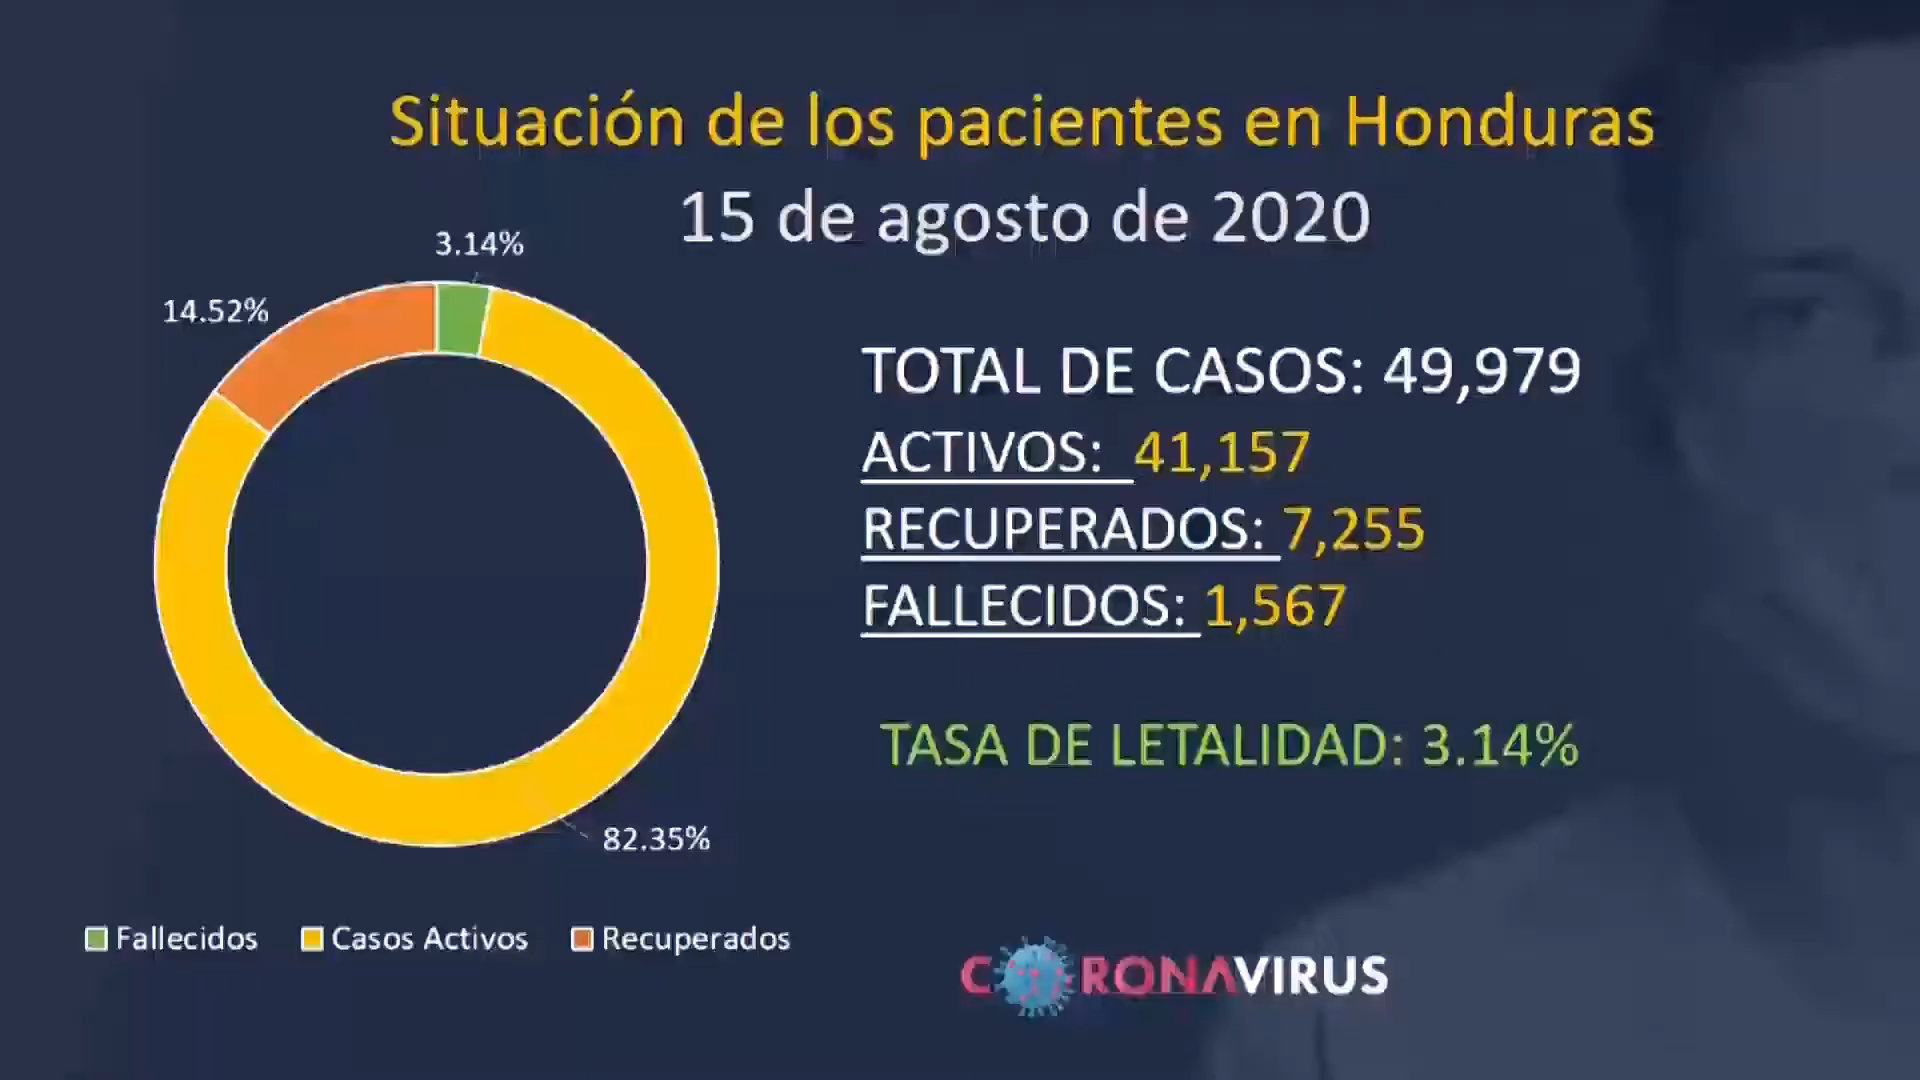 Situación de los pacientes en Honduras
15 de agosto de 2020
3.14%
14.52%
82.35%
TOTAL DE CASOS: 49,979
ACTIVOS: 41,157
RECUPERADOS: 7,255
FALLECIDOS: 1,567
TASA DE LETALIDAD: 3.14%
Fallecidos Casos Activos Recuperados
CORONAVIRUS